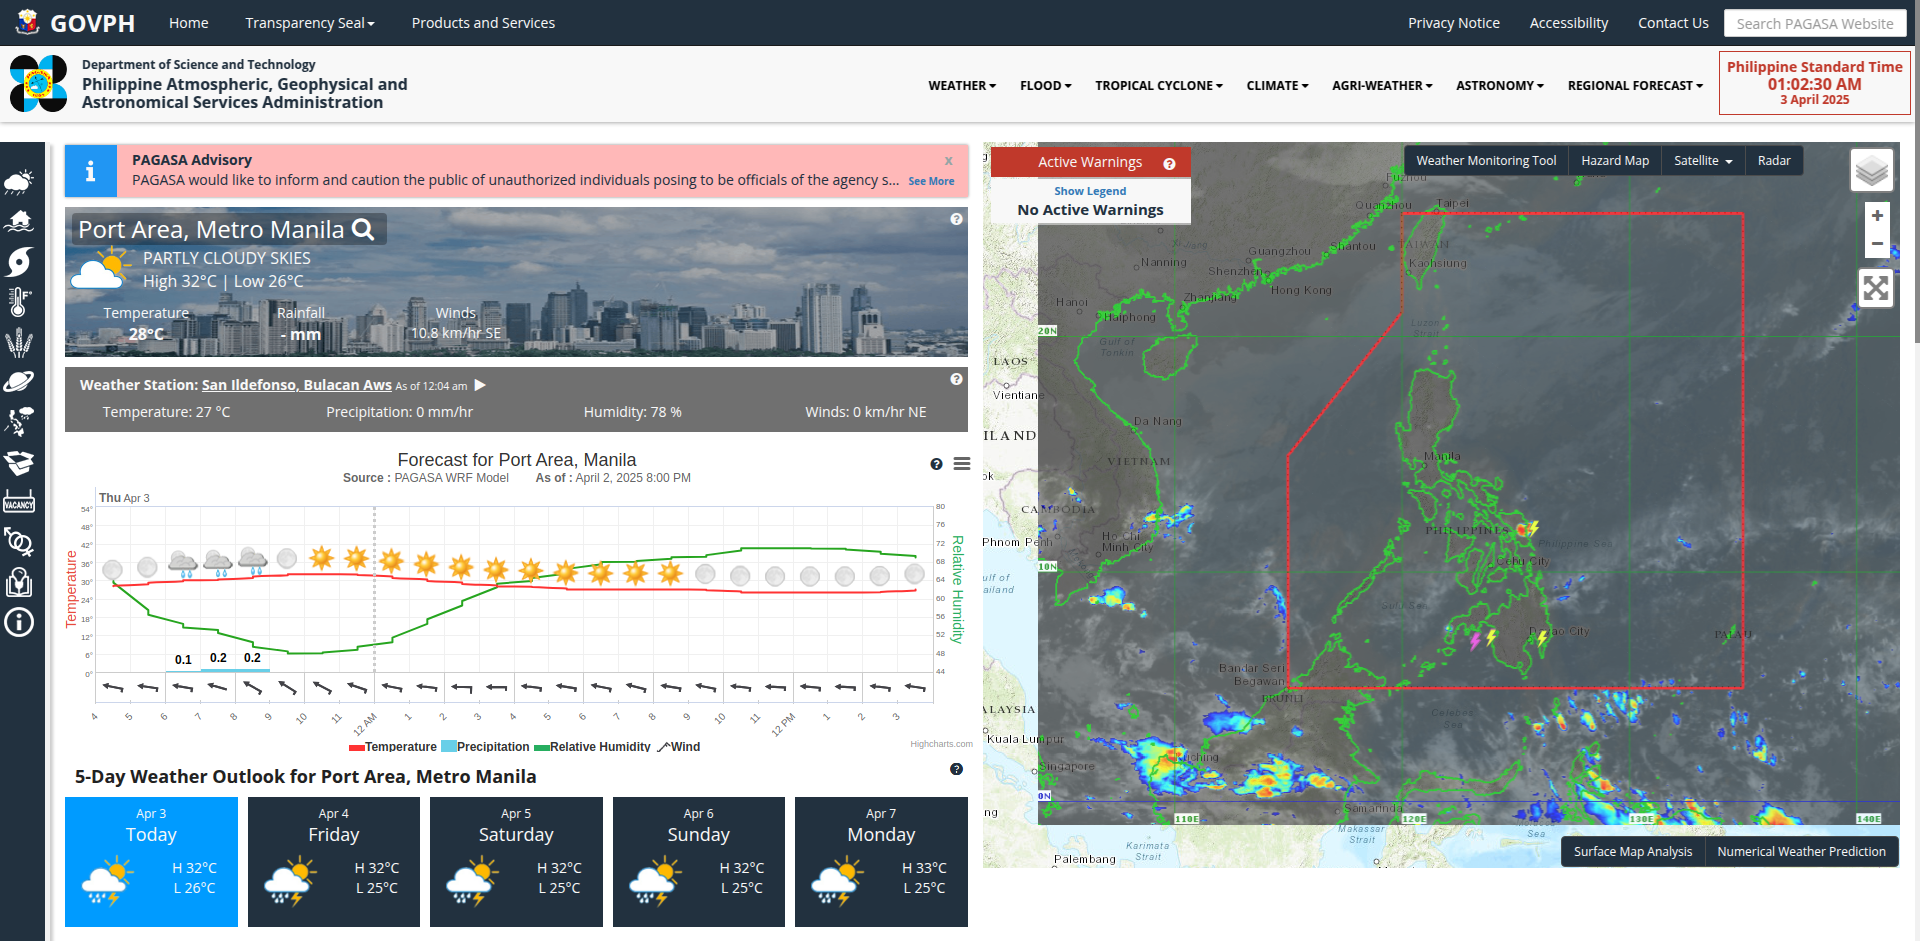 GOVPH
Home
Transparency Seal
Products and Services
Privacy Notice
Accessibility
Contact Us
Search PAGASA Website
Department of Science and Technology
Philippine Atmospheric, Geophysical and
Astronomical Services Administration
WEATHER
FLOOD
TROPICAL CYCLONE
CLIMATE
AGRI-WEATHER
ASTRONOMY
REGIONAL FORECAST
Philippine Standard Time
01:02:30 AM
3 April 2025
VACANCY
PAGASA Advisory
x
PAGASA would like to inform and caution the public of unauthorized individuals posing to be officials of the agency s... See More
Port Area, Metro Manila
PARTLY CLOUDY SKIES
High 32°C | Low 26°C
Temperature
28°C
Rainfall
- mm
Winds
10.8 km/hr SE
Weather Station: San Ildefonso, Bulacan Aws As of 12:04 am
Temperature: 27 °C
Precipitation: 0 mm/hr
Humidity: 78 %
Winds: 0 km/hr NE
Forecast for Port Area, Manila
Source : PAGASA WRF Model As of : April 2, 2025 8:00 PM
Thu Apr 3
Temperature
54°
48°
42°
36°
30°
24°
18°
12°
6°
0°
80
76
72
68
64
60
56
52
48
44
Relative Humidity
0.1
0.2
0.2
4 5 6 7 8 9 10 11 12 AM 1 2 3 4 5 6 7 8 9 10 11 12 PM 1 2 3
Temperature Precipitation Relative Humidity Wind
Highcharts.com
5-Day Weather Outlook for Port Area, Metro Manila
Apr 3
Today
H 32°C
L 26°C
Apr 4
Friday
H 32°C
L 25°C
Apr 5
Saturday
H 32°C
L 25°C
Apr 6
Sunday
H 32°C
L 25°C
Apr 7
Monday
H 33°C
L 25°C
Active Warnings
Show Legend
No Active Warnings
Weather Monitoring Tool
Hazard Map
Satellite
Radar
+
−
Fuzhou
Quanzhou
Taipei
TAIWAN
Kaohsiung
Shantou
Guangzhou
Shenzhen
Hong Kong
Nanning
Zhanjiang
Hanoi
Haiphong
Gulf of
Tonkin
Luzon
Strait
20N
LAOS
Vientiane
Da Nang
VIETNAM
CAMBODIA
Phnom Penh
Ho Chi
Minh City
Manila
PHILIPPINES
Philippine Sea
Cebu City
10N
Sulu Sea
PALAU
Bandar Seri
Begawan
BRUNEI
Celebes
Sea
Kuala Lumpur
Singapore
0N
Samarinda
110E
120E
130E
140E
Makassar
Strait
Karimata
Strait
Palembang
Surface Map Analysis
Numerical Weather Prediction